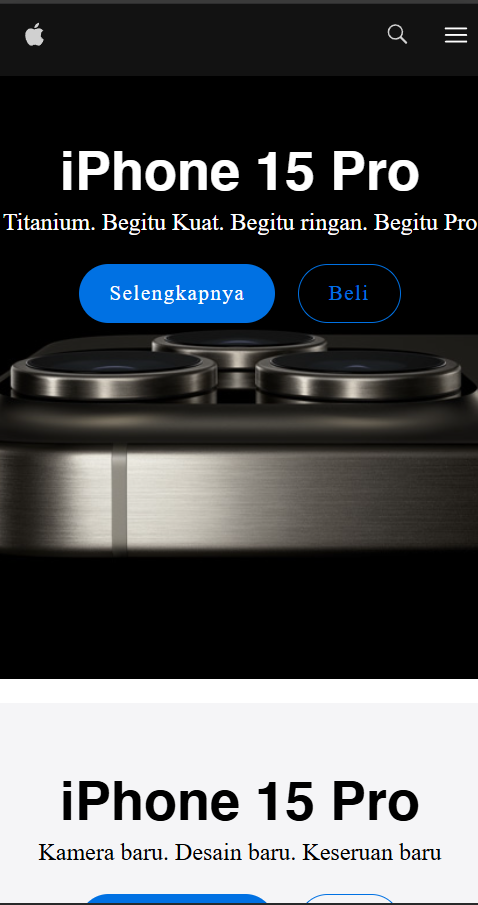 iPhone 15 Pro
Titanium. Begitu Kuat. Begitu ringan. Begitu Pro
Selengkapnya
Beli
iPhone 15 Pro
Kamera baru. Desain baru. Keseruan baru